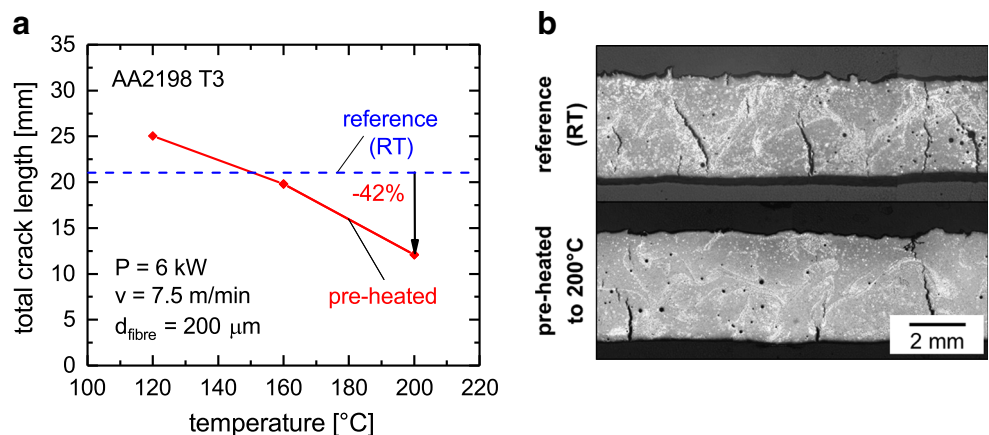 a
35
30
25
20
15
10
5
0
total crack length [mm]
AA2198 T3
reference
(RT)
-42%
pre-heated
P = 6 kW
v = 7.5 m/min
d_fibre = 200 μm
100 120 140 160 180 200 220
temperature [°C]
b
reference
(RT)
pre-heated
to 200°C
2 mm